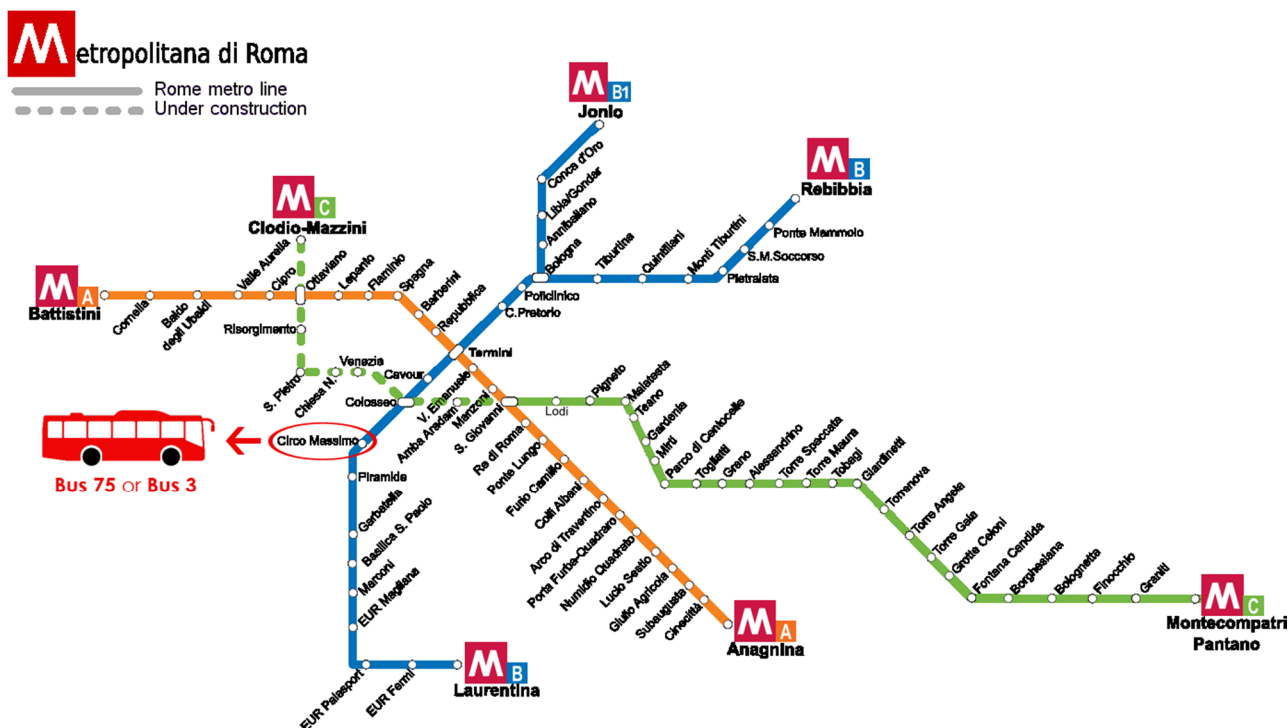 M etropolitana di Roma
Rome metro line
Under construction
M B1
Jonio
Conca d'Oro
Libia/Gondar
Annibaliano
Bologna
Tiburtina
Quintiliani
Monti Tiburtini
Pietralata
S.M.Soccorso
Ponte Mammolo
M B
Rebibbia
Policlinico
C.Pretorio
M C
Clodio-Mazzini
M A
Battistini
Cornelia
Baldo
degli Ubaldi
Valle Aurelia
Cipro
Ottaviano
Lepanto
Flaminio
Spagna
Barberini
Repubblica
Termini
Risorgimento
S. Pietro
Chiesa N.
Venezia
Cavour
Colosseo
V. Emanuele
Amba Aradam
Manzoni
S. Giovanni
Lodi
Pigneto
Malatesta
Teano
Gardenie
Mirti
Parco di Centocelle
Togliatti
Grano
Alessandrino
Torre Spaccata
Torre Maura
Tobagi
Giardinetti
Torrenova
Torre Angela
Torre Gaia
Grotte Celoni
Fontana Candida
Borghesiana
Bolognetta
Finocchio
Graniti
M C
Montecompatri
Pantano
Circo Massimo
Bus 75 or Bus 3
Piramide
Garbatella
Basilica S. Paolo
Marconi
EUR Magliana
EUR Palasport
EUR Fermi
M B
Laurentina
Re di Roma
Ponte Lungo
Furio Camillo
Colli Albani
Arco di Travertino
Porta Furba-Quadraro
Numidio Quadrato
Lucio Sestio
Giulio Agricola
Subaugusta
Cinecittà
M A
Anagnina